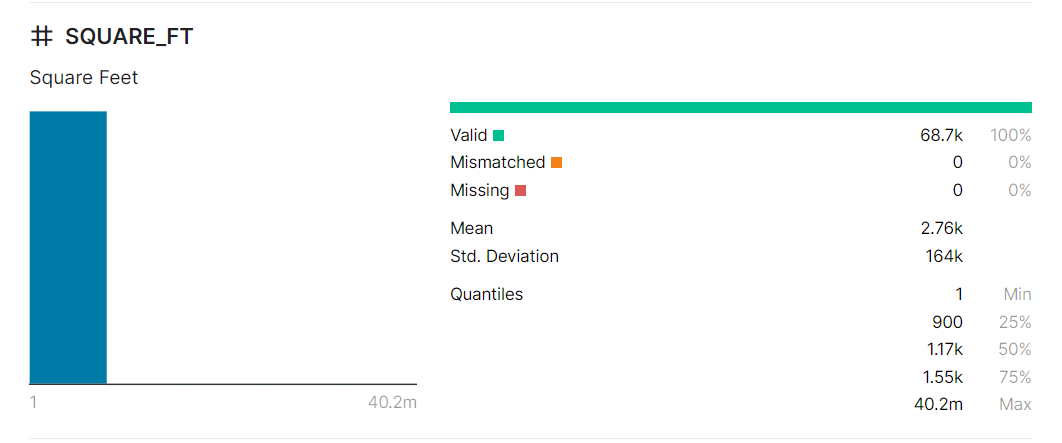 # SQUARE_FT
Square Feet
1 40.2m
Valid 68.7k 100%
Mismatched 0 0%
Missing 0 0%
Mean 2.76k
Std. Deviation 164k
Quantiles 1 Min
900 25%
1.17k 50%
1.55k 75%
40.2m Max